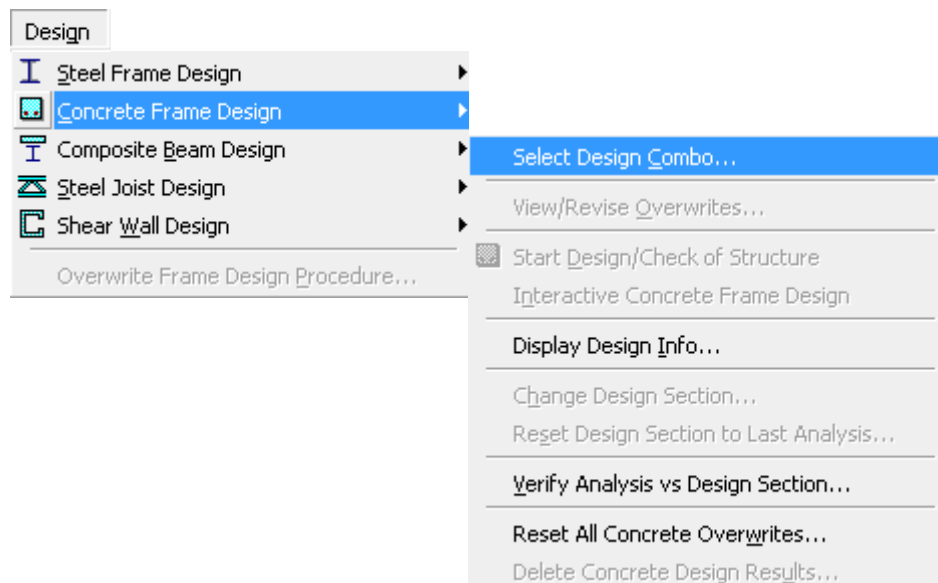 Design
Steel Frame Design
Concrete Frame Design
Composite Beam Design
Steel Joist Design
Shear Wall Design
Overwrite Frame Design Procedure...
Select Design Combo...
View/Revise Overwrites...
Start Design/Check of Structure
Interactive Concrete Frame Design
Display Design Info...
Change Design Section...
Reset Design Section to Last Analysis...
Verify Analysis vs Design Section...
Reset All Concrete Overwrites...
Delete Concrete Design Results...